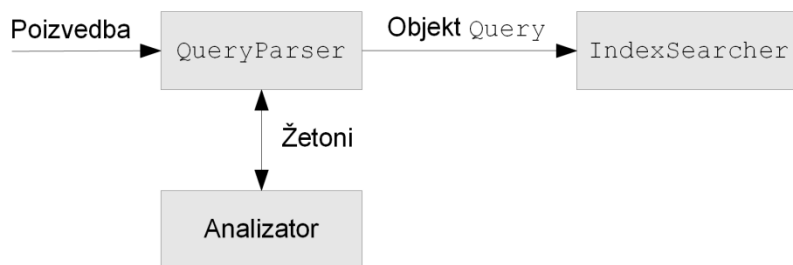 Poizvedba
QueryParser
Objekt Query
IndexSearcher
Žetoni
Analizator